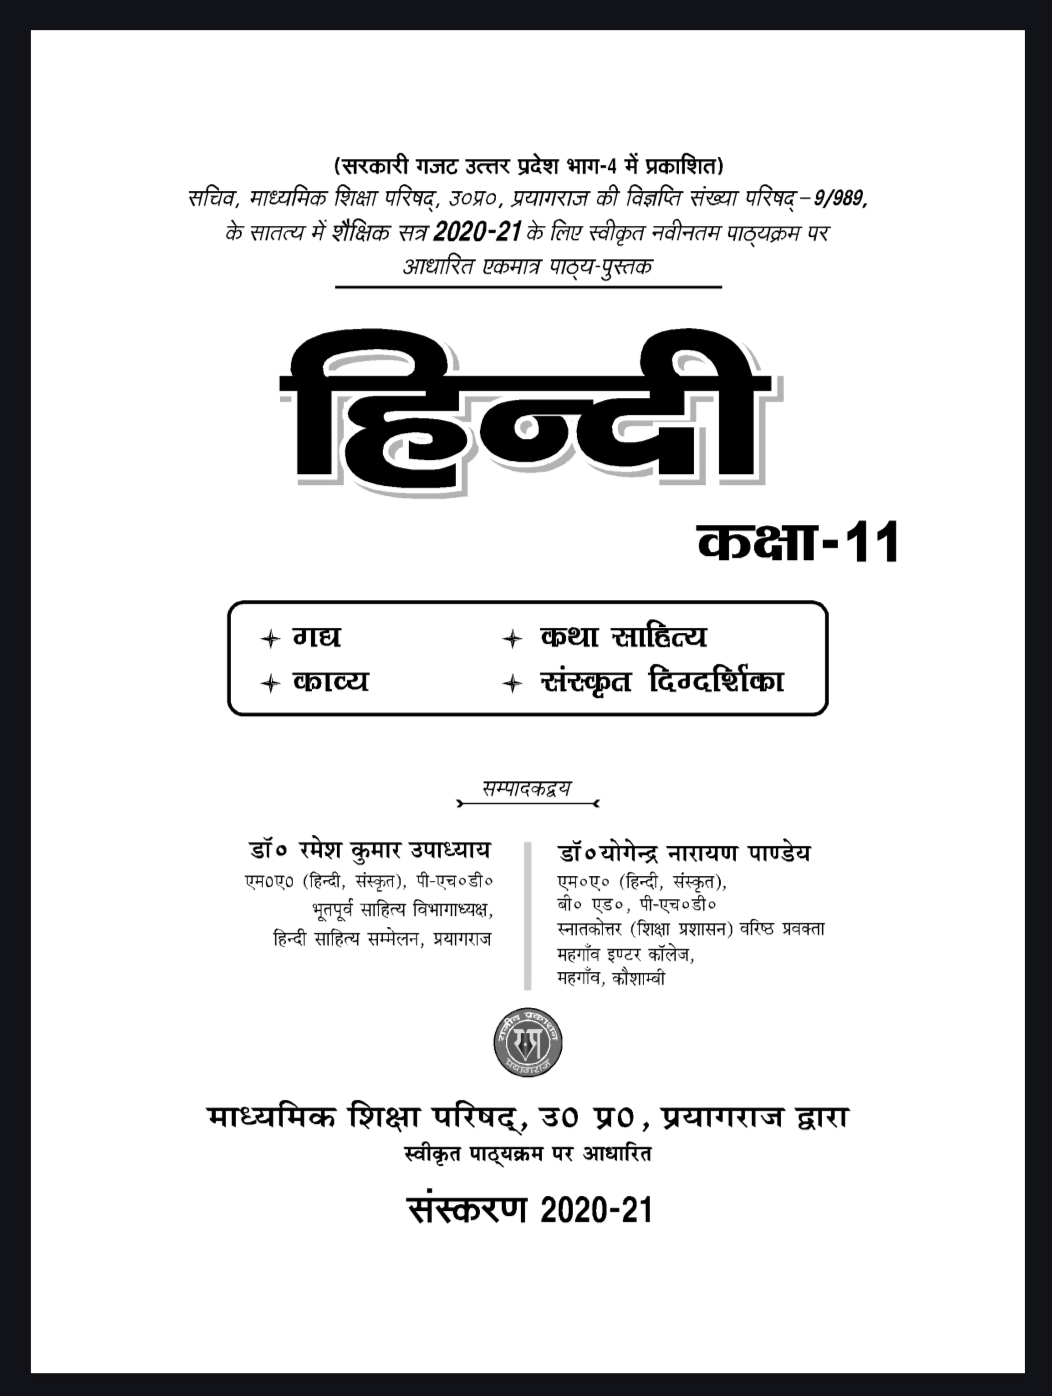 (सरकारी गजट उत्तर प्रदेश भाग-4 में प्रकाशित)
सचिव, माध्यमिक शिक्षा परिषद्, उ०प्र०, प्रयागराज की विज्ञप्ति संख्या परिषद्–9/989,
के सातत्य में शैक्षिक सत्र 2020-21 के लिए स्वीकृत नवीनतम पाठ्यक्रम पर
आधारित एकमात्र पाठ्य-पुस्तक
हिन्दी
कक्षा-11
गद्य
कथा साहित्य
काव्य
संस्कृत दिग्दर्शिका
सम्पादकद्वय
डॉ० रमेश कुमार उपाध्याय
एम0ए0 (हिन्दी, संस्कृत), पी-एच०डी०
भूतपूर्व साहित्य विभागाध्यक्ष,
हिन्दी साहित्य सम्मेलन, प्रयागराज
डॉ०योगेन्द्र नारायण पाण्डेय
एम०ए० (हिन्दी, संस्कृत),
बी० एड०, पी-एच०डी०
स्नातकोत्तर (शिक्षा प्रशासन) वरिष्ठ प्रवक्ता
महगाँव इण्टर कॉलेज,
महगाँव, कौशाम्बी
राजीव प्रकाशन
प्रयागराज
माध्यमिक शिक्षा परिषद्, उ0 प्र0, प्रयागराज द्वारा
स्वीकृत पाठ्यक्रम पर आधारित
संस्करण 2020-21